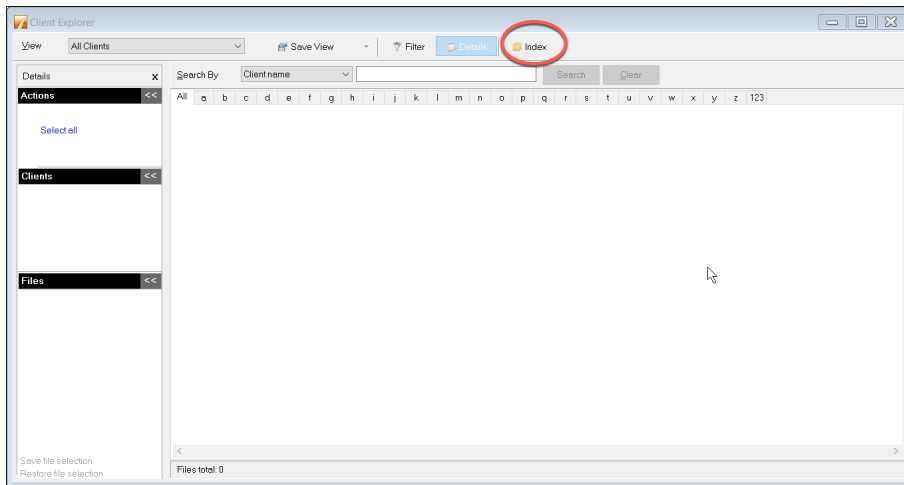 Client Explorer
View All Clients Save View Filter Details Index
Details x Search By Client name Search Clear
Actions << All a b c d e f g h i j k l m n o p q r s t u v w x y z 123
Select all
Clients <<
Files <<
Save file selection
Restore file selection
Files total: 0